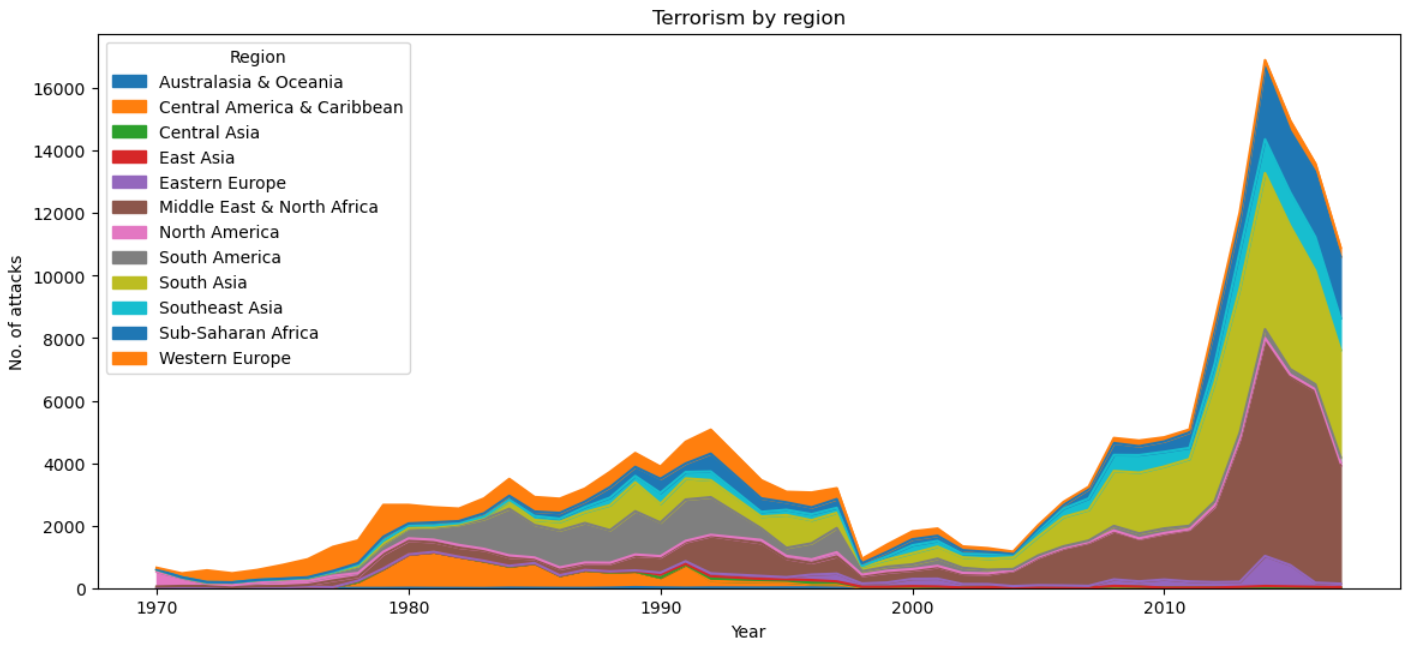 Terrorism by region
Region
Australasia & Oceania
Central America & Caribbean
Central Asia
East Asia
Eastern Europe
Middle East & North Africa
North America
South America
South Asia
Southeast Asia
Sub-Saharan Africa
Western Europe
No. of attacks
16000
14000
12000
10000
8000
6000
4000
2000
0
1970
1980
1990
2000
2010
Year